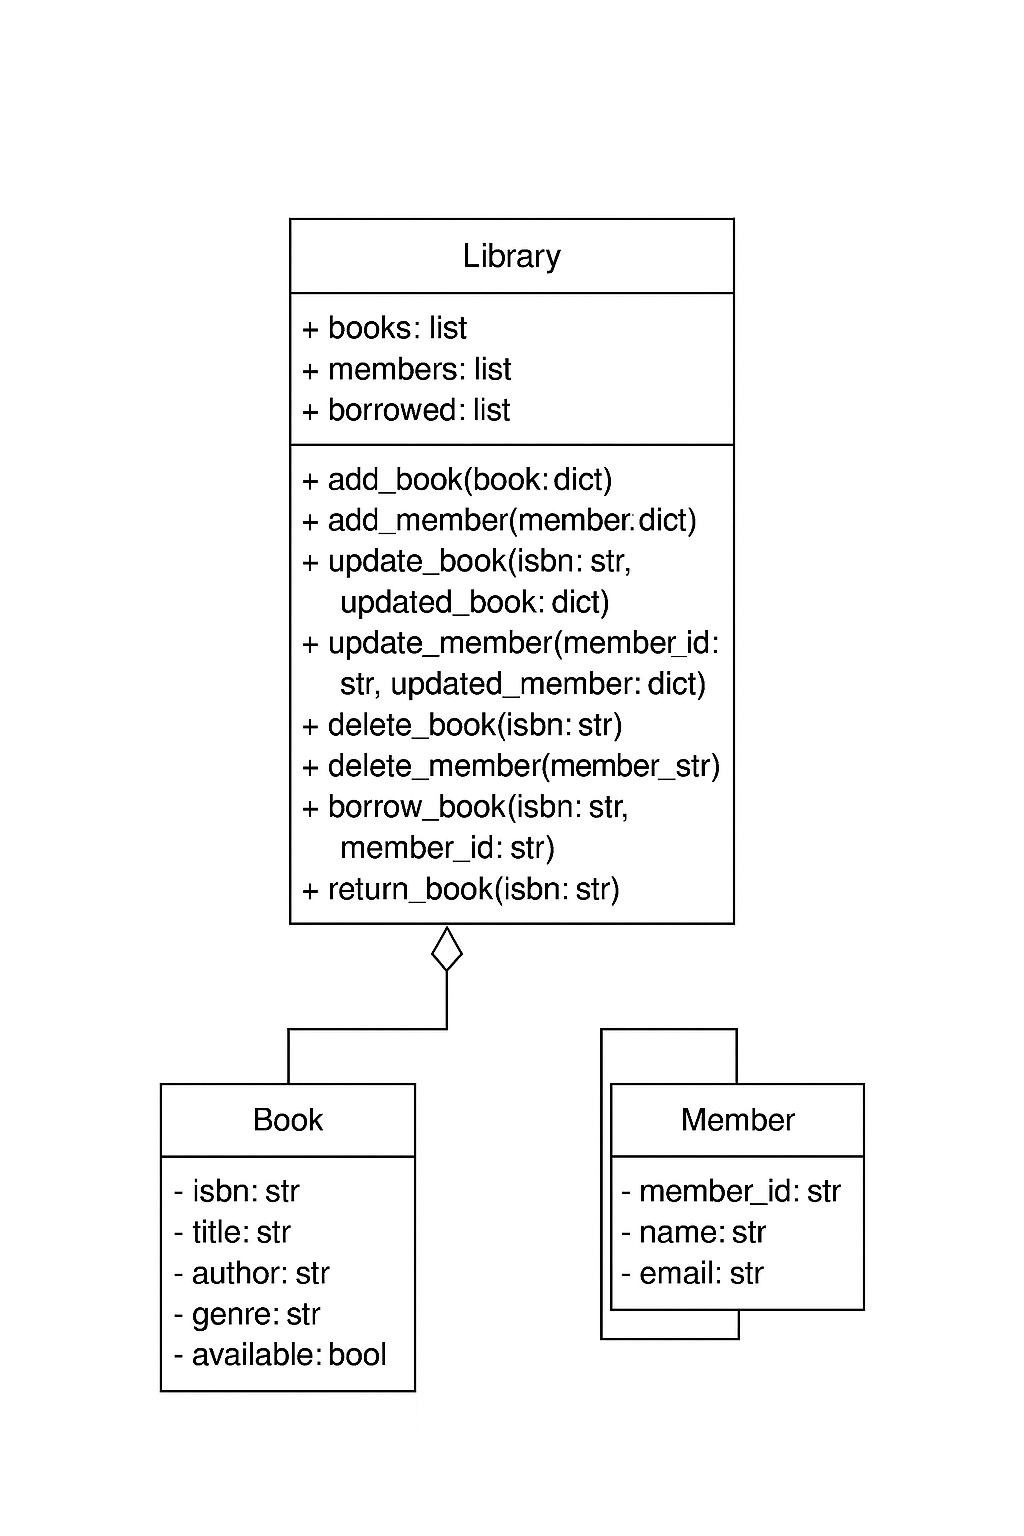 Library
+ books: list
+ members: list
+ borrowed: list
+ add_book(book: dict)
+ add_member(member: dict)
+ update_book(isbn: str,
updated_book: dict)
+ update_member(member_id:
str, updated_member: dict)
+ delete_book(isbn: str)
+ delete_member(member_str)
+ borrow_book(isbn: str,
member_id: str)
+ return_book(isbn: str)
Book
- isbn: str
- title: str
- author: str
- genre: str
- available: bool
Member
- member_id: str
- name: str
- email: str